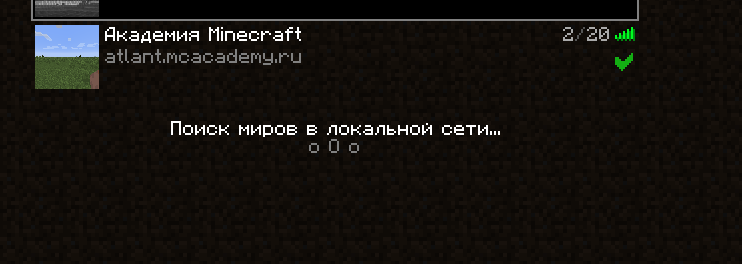 Академия Minecraft 2/20
atlant.mcacademy.ru
Поиск миров в локальной сети...
o O o